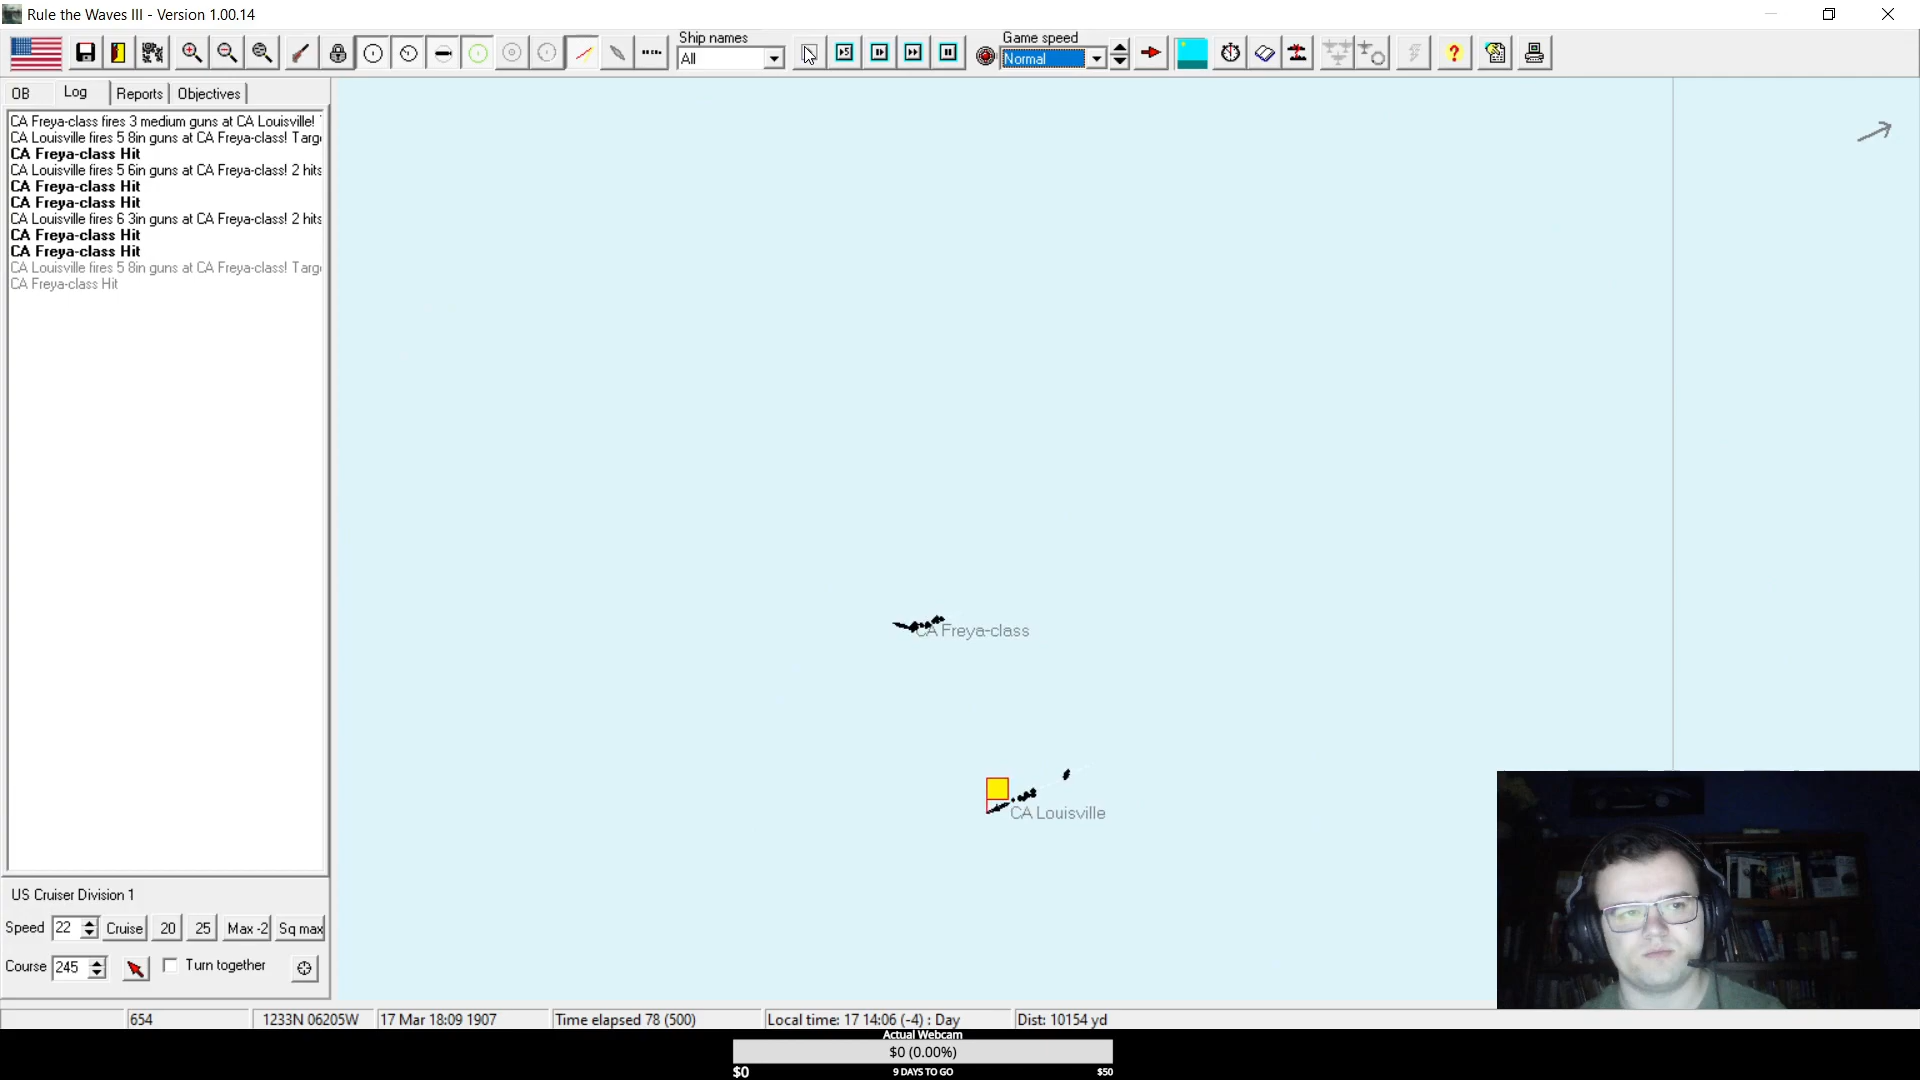 Rule the Waves III - Version 1.00.14
Ship names
All
Game speed
Normal
OB
Log
Reports
Objectives
CA Freya-class fires 3 medium guns at CA Louisville!
CA Louisville fires 5 8in guns at CA Freya-class! Targ
CA Freya-class Hit
CA Louisville fires 5 6in guns at CA Freya-class! 2 hits
CA Freya-class Hit
CA Freya-class Hit
CA Louisville fires 6 3in guns at CA Freya-class! 2 hits
CA Freya-class Hit
CA Freya-class Hit
CA Louisville fires 5 8in guns at CA Freya-class! Targ
CA Freya-class Hit
CA Freya-class
CA Louisville
US Cruiser Division 1
Speed 22 Cruise 20 25 Max -2 Sq max
Course 245 Turn together
654 1233N 06205W 17 Mar 18:09 1907 Time elapsed 78 (500) Local time: 17 14:06 (-4) : Day Dist: 10154 yd
Actual Webcam
$0 (0.00%)
$0 9 DAYS TO GO $50